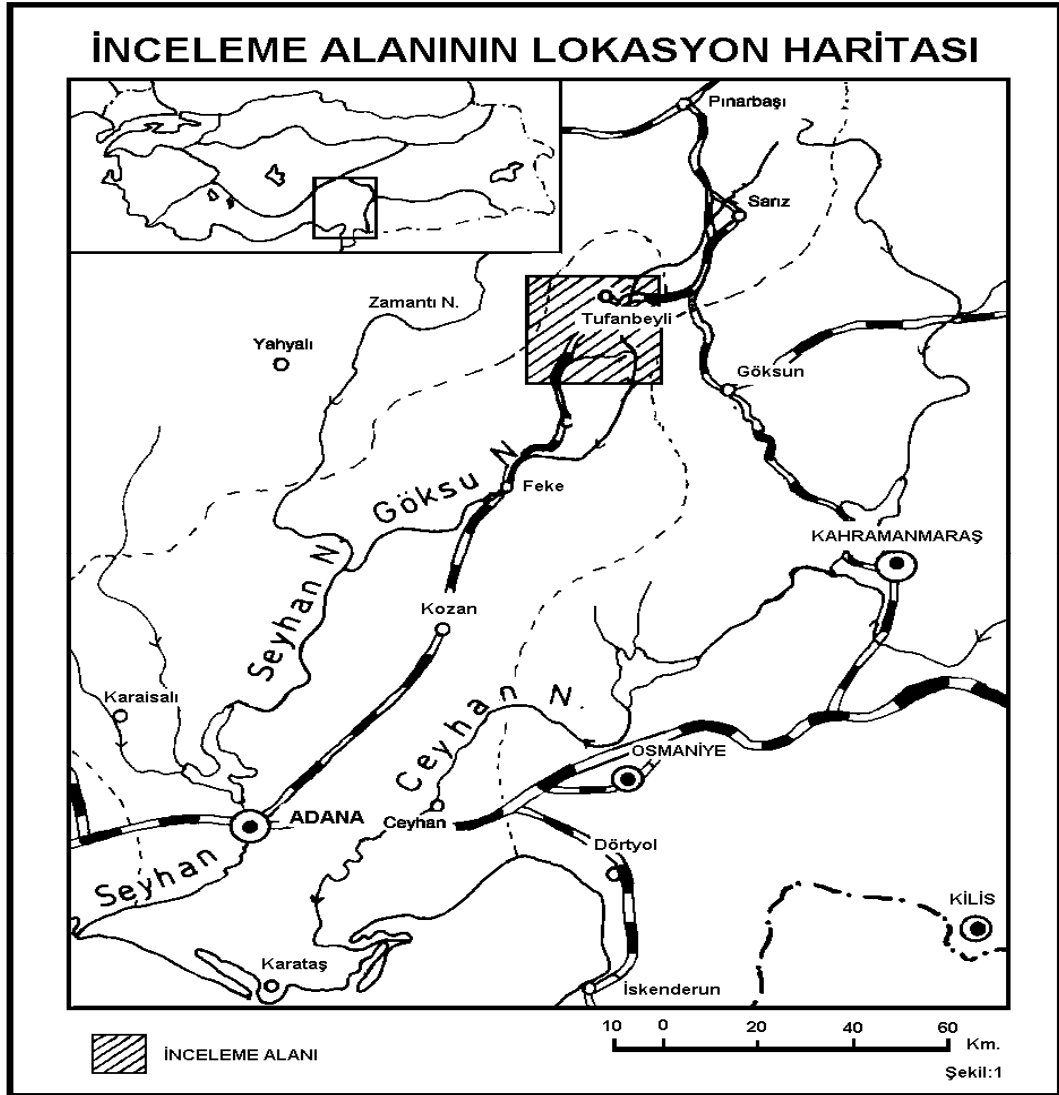 İNCELEME ALANININ LOKASYON HARİTASI
Pınarbaşı
Sarız
Zamantı N.
Tufanbeyli
Yahyalı
Göksun
Göksu N
Feke
KAHRAMANMARAŞ
Seyhan N
Kozan
Karaisalı
Ceyhan N.
OSMANİYE
ADANA
Ceyhan
Dörtyol
Seyhan
KİLİS
Karataş
İskenderun
İNCELEME ALANI
10 0 20 40 60
Km.
Şekil:1